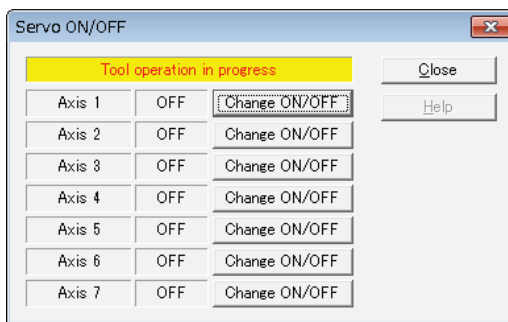 Servo ON/OFF
Tool operation in progress
Close
Axis 1 OFF Change ON/OFF
Help
Axis 2 OFF Change ON/OFF
Axis 3 OFF Change ON/OFF
Axis 4 OFF Change ON/OFF
Axis 5 OFF Change ON/OFF
Axis 6 OFF Change ON/OFF
Axis 7 OFF Change ON/OFF